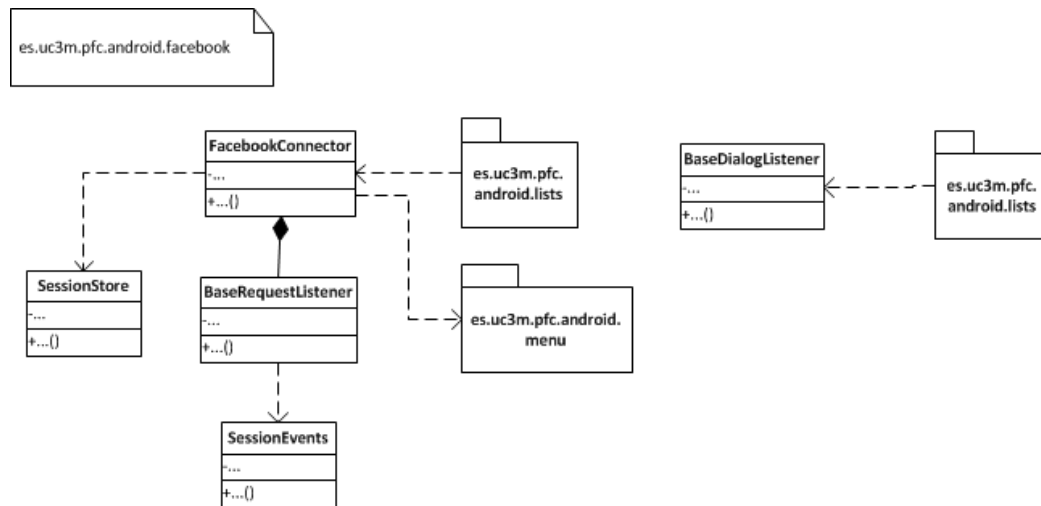 es.uc3m.pfc.android.facebook
FacebookConnector
-...
+...()
es.uc3m.pfc.
android.lists
BaseDialogListener
-...
+...()
es.uc3m.pfc.
android.lists
SessionStore
-...
+...()
BaseRequestListener
-...
+...()
es.uc3m.pfc.android.
menu
SessionEvents
-...
+...()